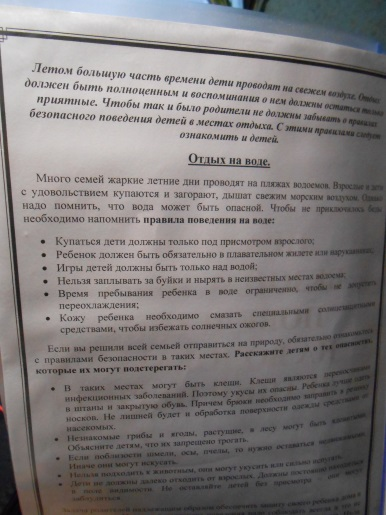 Летом большую часть времени дети проводят на свежем воздухе. Отдых
должен быть полноценным и воспоминания о нем должны остаться только
приятные. Чтобы так и было родители не должны забывать о правилах
безопасного поведения детей в местах отдыха. С этими правилами следует
ознакомить и детей.
Отдых на воде.
Много семей жаркие летние дни проводят на пляжах водоемов. Взрослые и дети
с удовольствием купаются и загорают, дышат свежим морским воздухом. Однако
надо помнить, что вода может быть опасной. Чтобы не приключилось беды
необходимо напомнить правила поведения на воде:
• Купаться дети должны только под присмотром взрослого;
• Ребенок должен быть обязательно в плавательном жилете или нарукавниках;
• Игры детей должны быть только над водой;
• Нельзя заплывать за буйки и нырять в неизвестных местах водоема;
• Время пребывания ребенка в воде ограничено, чтобы не допустить
переохлаждения;
• Кожу ребенка необходимо смазать специальными солнцезащитными
средствами, чтобы избежать солнечных ожогов.
Если вы решили всей семьей отправиться на природу, обязательно ознакомьтесь
с правилами безопасности в таких местах. Расскажите детям о тех опасностях,
которые их могут подстерегать:
• В таких местах могут быть клещи. Клещи являются переносчиками
инфекционных заболеваний. Поэтому укусы их опасны. Ребенка лучше одеть
в штаны и закрытую обувь. Причем брюки необходимо заправить в резинку
носков. Не лишней будет и обработка поверхности одежды средствами от
насекомых.
• Незнакомые грибы и ягоды, растущие в лесу могут быть
Объясните детям, что их запрещено трогать.
• Если поблизости шмели, осы, пчелы, то нужно оставаться
Иначе они могут искусать.
• Нельзя подходить к животным, они могут укусить или сильно
• Дети не должны далеко отходить от взрослых. Должны постоянно находиться
в поле видимости. Не оставляйте детей без присмотра – они могут
заблудиться.